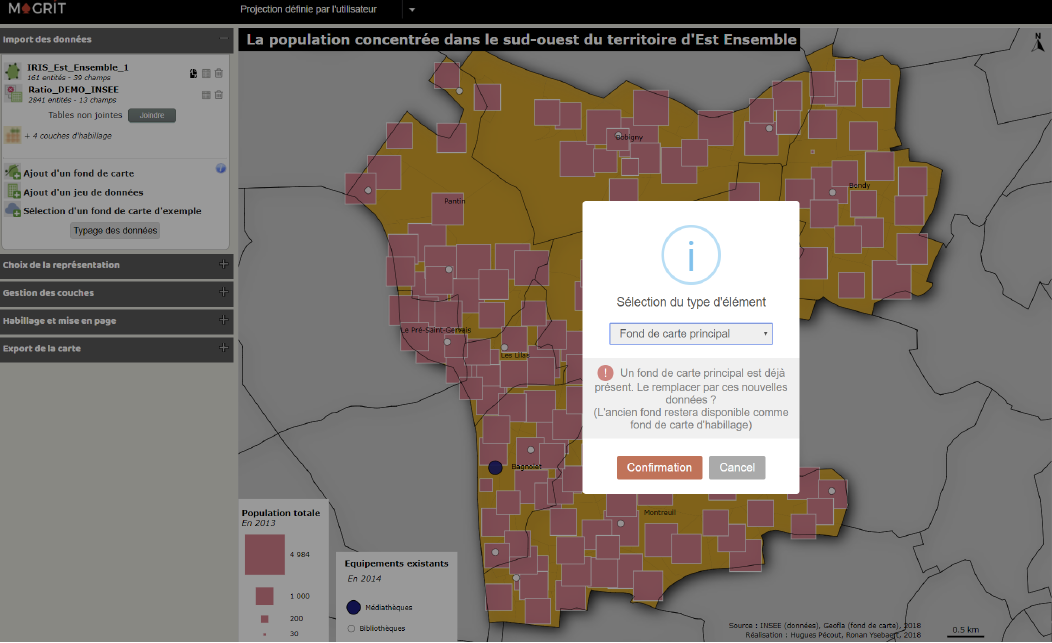 MAGRIT
Projection définie par l'utilisateur
Import des données
IRIS_Est_Ensemble_1
161 entités - 39 champs
Ratio_DEMO_INSEE
2841 entités - 13 champs
Tables non jointes Joindre
+ 4 couches d'habillage
Ajout d'un fond de carte
Ajout d'un jeu de données
Sélection d'un fond de carte d'exemple
Typage des données
Choix de la représentation +
Gestion des couches +
Habillage et mise en page +
Export de la carte +
La population concentrée dans le sud-ouest du territoire d'Est Ensemble
N
Bobigny
Bondy
Pantin
Le Pré-Saint-Gervais
Les Lilas
Bagnolet
Montreuil
i
Sélection du type d'élément
Fond de carte principal
! Un fond de carte principal est déjà
présent. Le remplacer par ces nouvelles
données ?
(L'ancien fond restera disponible comme
fond de carte d'habillage)
Confirmation Cancel
Population totale
En 2013
4 984
1 000
200
30
Equipements existants
En 2014
Médiathèques
Bibliothèques
Source : INSEE (données), Geofla (fond de carte), 2018
Réalisation : Hugues Pécout, Ronan Ysebaert, 2018
0.5 km